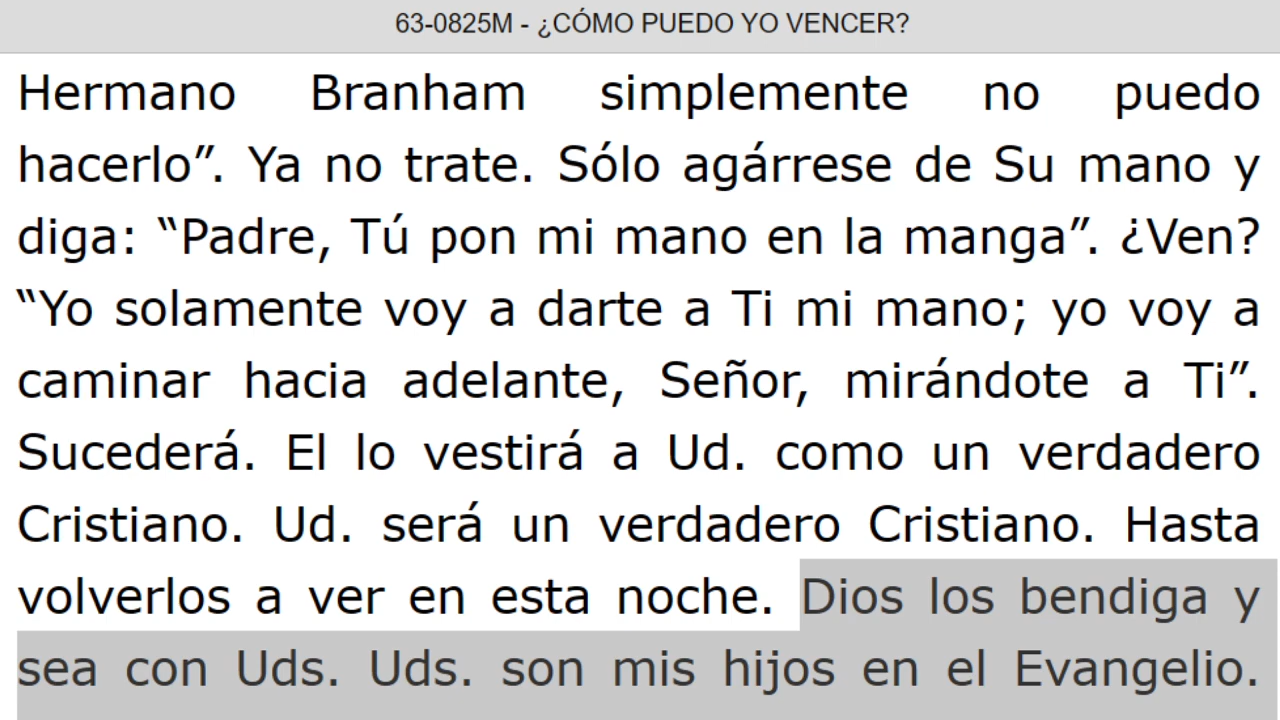 63-0825M - ¿CÓMO PUEDO YO VENCER?
Hermano Branham simplemente no puedo
hacerlo”. Ya no trate. Sólo agárrese de Su mano y
diga: “Padre, Tú pon mi mano en la manga”. ¿Ven?
“Yo solamente voy a darte a Ti mi mano; yo voy a
caminar hacia adelante, Señor, mirándote a Ti”.
Sucederá. El lo vestirá a Ud. como un verdadero
Cristiano. Ud. será un verdadero Cristiano. Hasta
volverlos a ver en esta noche. Dios los bendiga y
sea con Uds. Uds. son mis hijos en el Evangelio.